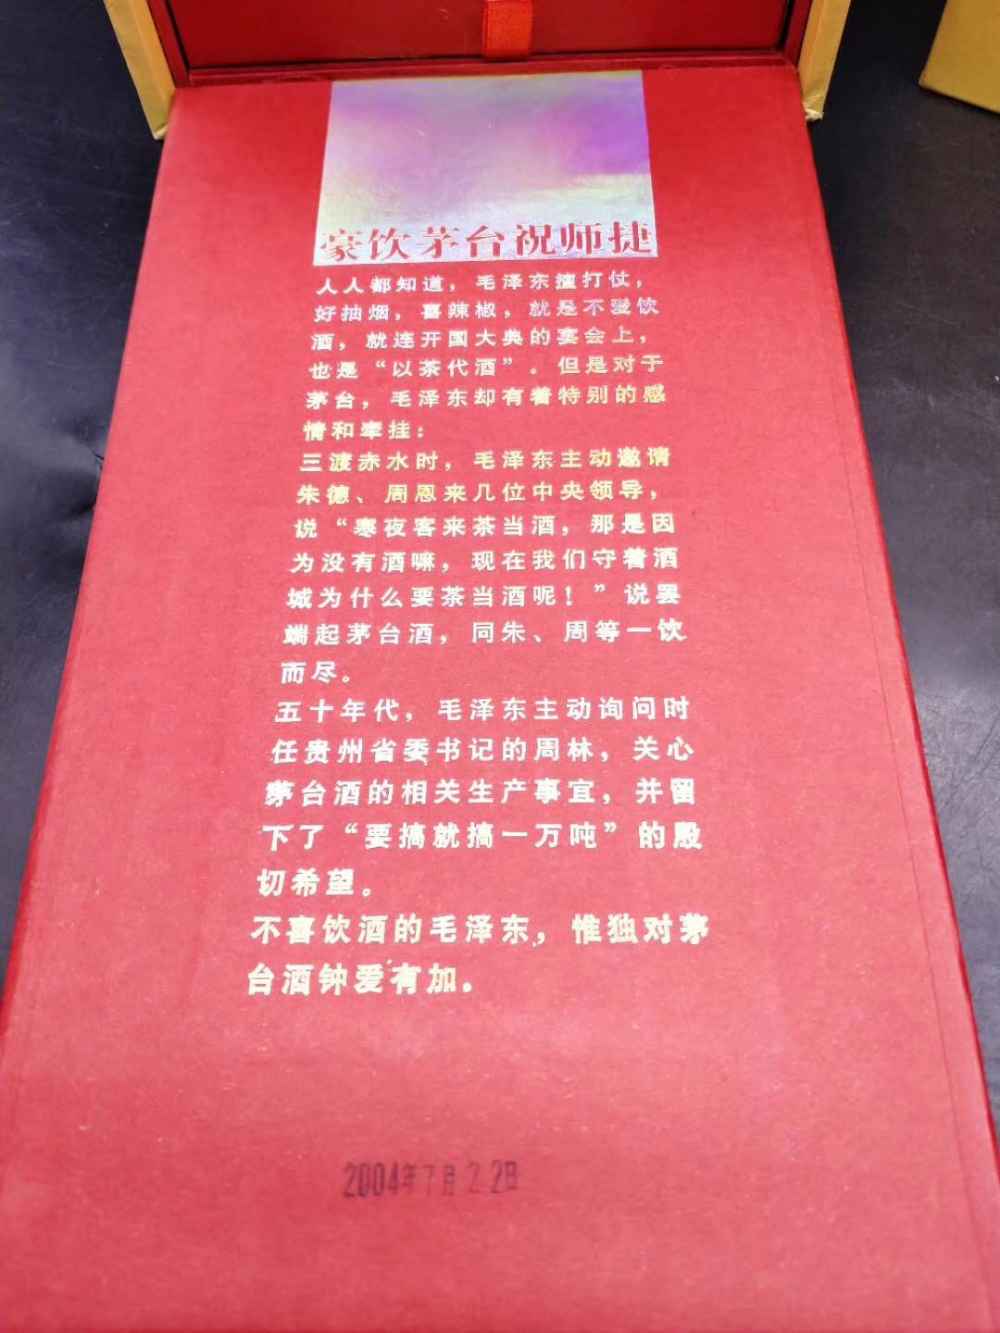 豪饮茅台祝师捷
人人都知道，毛泽东擅打仗，
好抽烟，喜辣椒，就是不爱饮
酒，就连开国大典的宴会上，
也是“以茶代酒”。但是对于
茅台，毛泽东却有着特别的感
情和牵挂：
三渡赤水时，毛泽东主动邀请
朱德、周恩来几位中央领导，
说“寒夜客来茶当酒，那是因
为没有酒嘛，现在我们守着酒
城为什么要茶当酒呢！”说罢
端起茅台酒，同朱、周等一饮
而尽。
五十年代，毛泽东主动询问时
任贵州省委书记的周林，关心
茅台酒的相关生产事宜，并留
下了“要搞就搞一万吨”的殷
切希望。
不喜饮酒的毛泽东，惟独对茅
台酒钟爱有加。
2004年7月22日